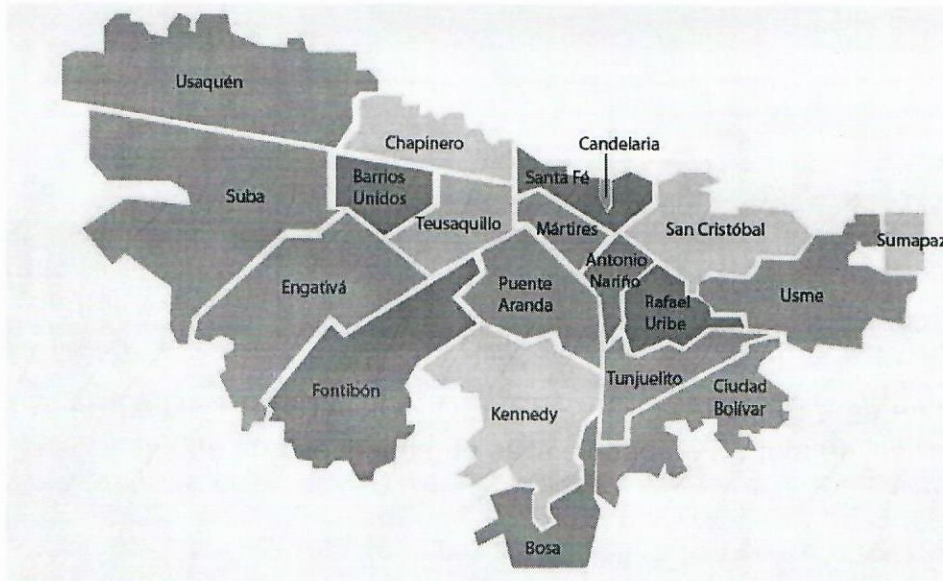 Usaquén
Chapinero
Candelaria
Suba
Barrios
Unidos
Santa Fé
Teusaquillo
Mártires
San Cristóbal
Sumapaz
Engativá
Puente
Aranda
Antonio
Nariño
Rafael
Uribe
Usme
Fontibón
Kennedy
Tunjuelito
Ciudad
Bolívar
Bosa